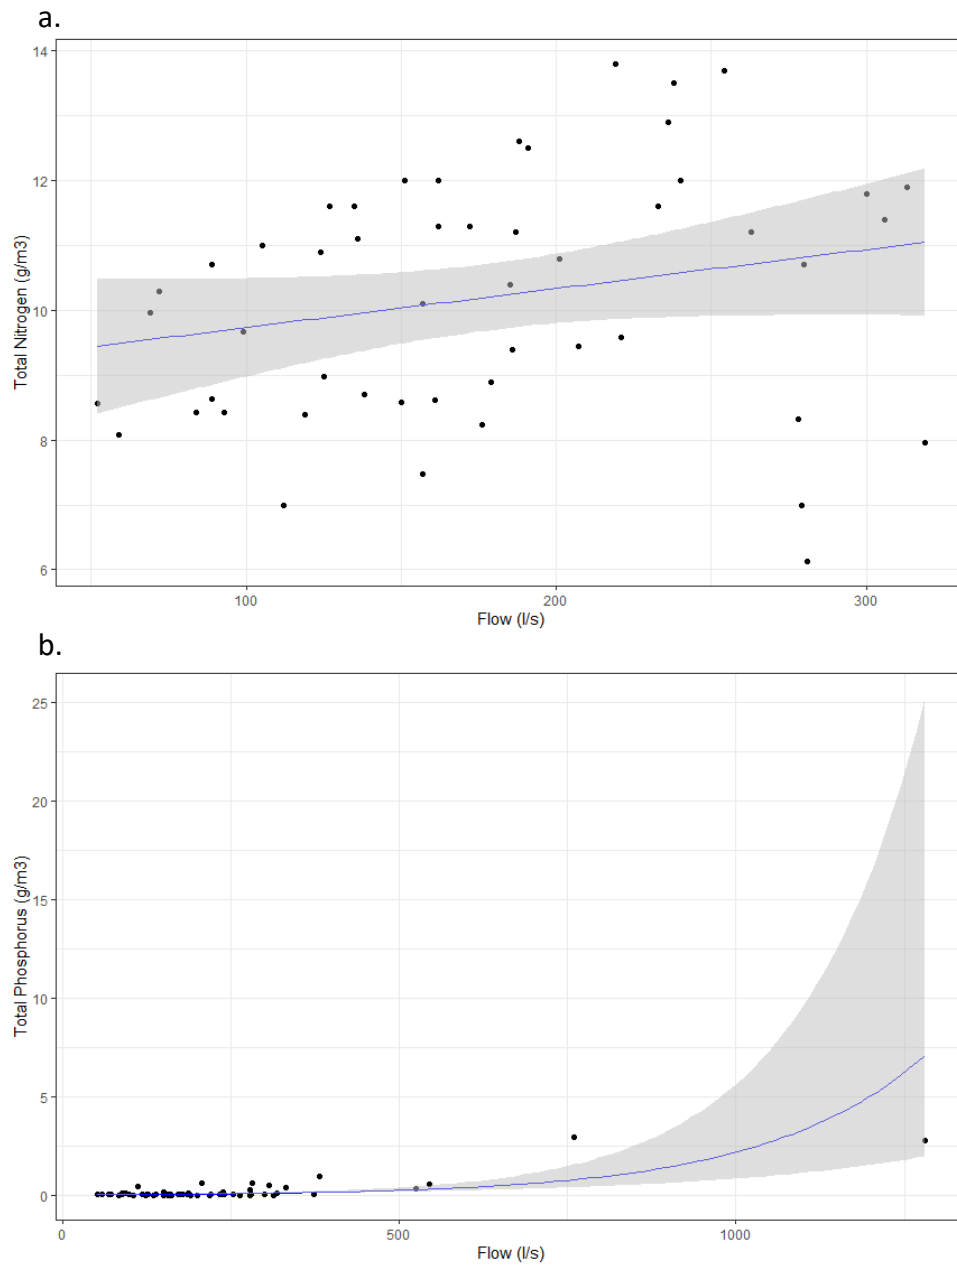 a.
14
12
10
8
6
Total Nitrogen (g/m3)
100
200
300
Flow (l/s)
b.
25
20
15
10
5
0
Total Phosphorus (g/m3)
0
500
1000
Flow (l/s)